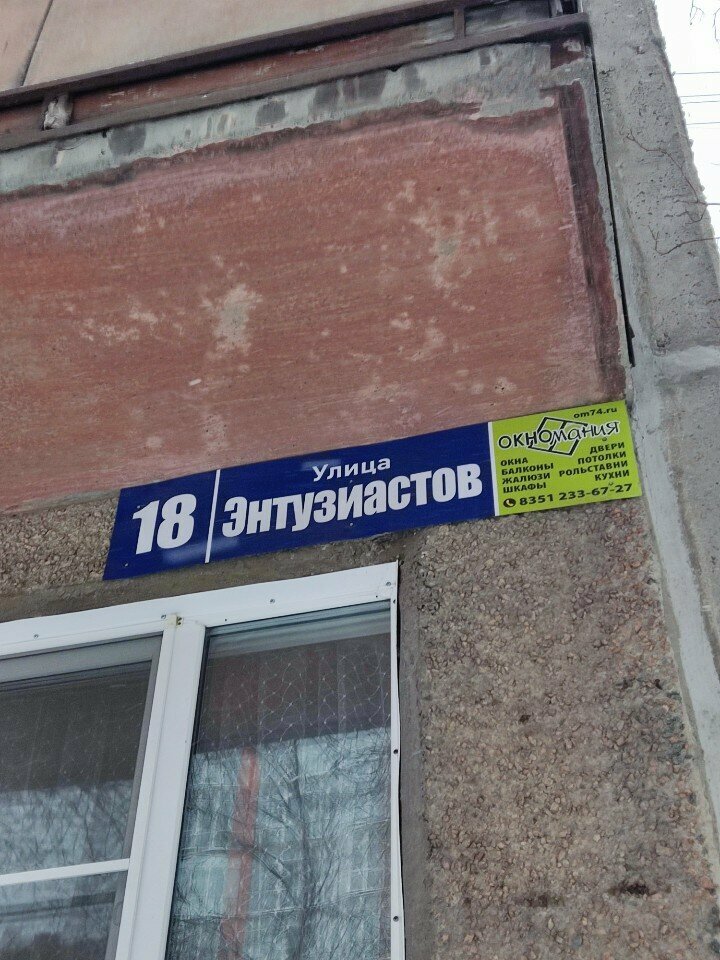 18
Улица
Энтузиастов
om74.ru
ОКНОМАНИЯ
ОКНА ДВЕРИ
БАЛКОНЫ ПОТОЛКИ
ЖАЛЮЗИ РОЛЬСТАВНИ
ШКАФЫ КУХНИ
8351 233-67-27